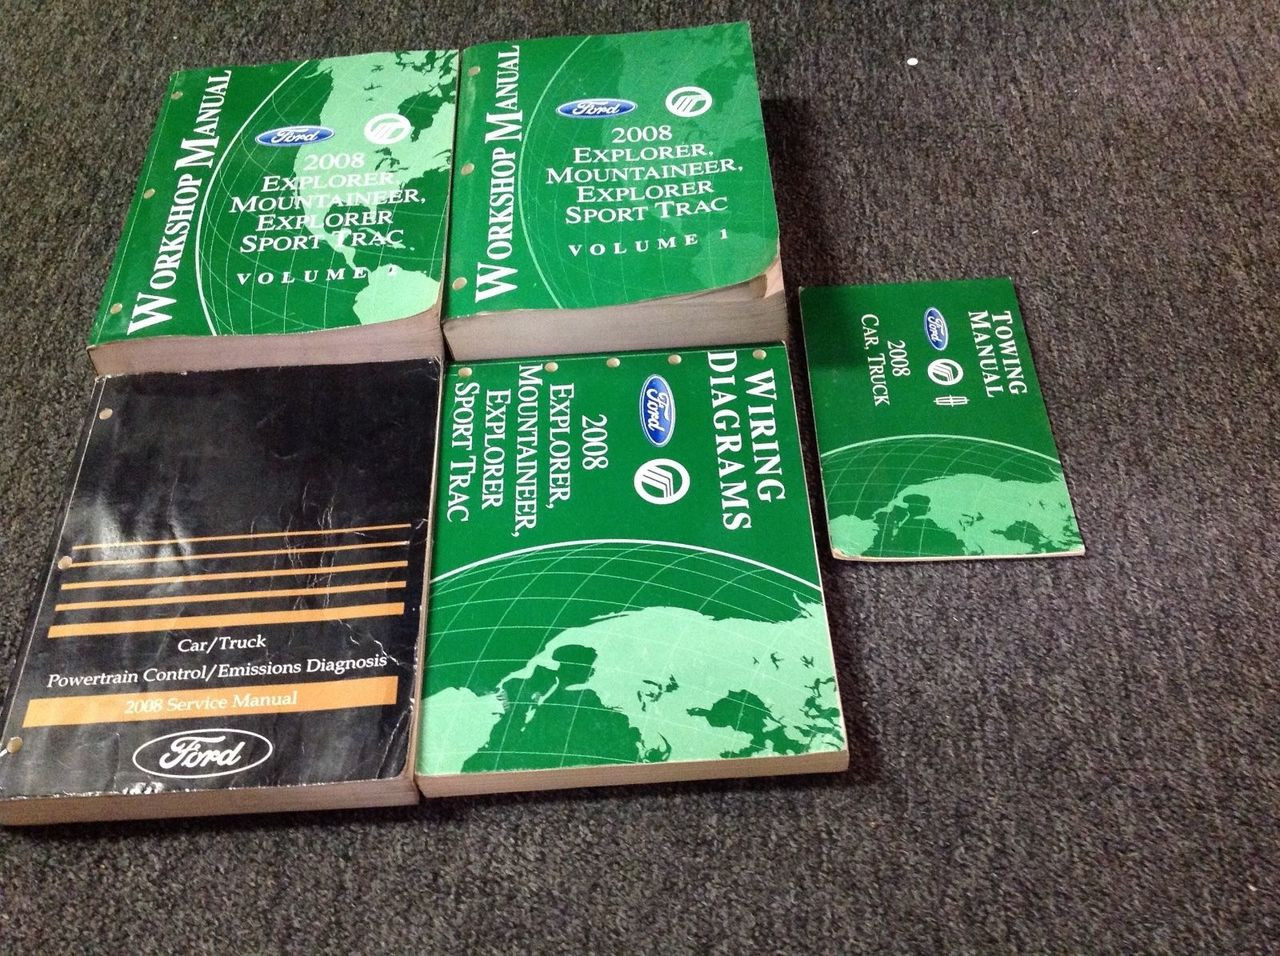 WORKSHOP MANUAL
Ford
2008
EXPLORER,
MOUNTAINEER,
EXPLORER
SPORT TRAC
VOLUME 2
WORKSHOP MANUAL
Ford
2008
EXPLORER,
MOUNTAINEER,
EXPLORER
SPORT TRAC
VOLUME 1
Car/Truck
Powertrain Control/Emissions Diagnosis
2008 Service Manual
Ford
WIRING
DIAGRAMS
Ford
2008
EXPLORER,
MOUNTAINEER,
EXPLORER
SPORT TRAC
TOWING
MANUAL
Ford
2008
CAR, TRUCK